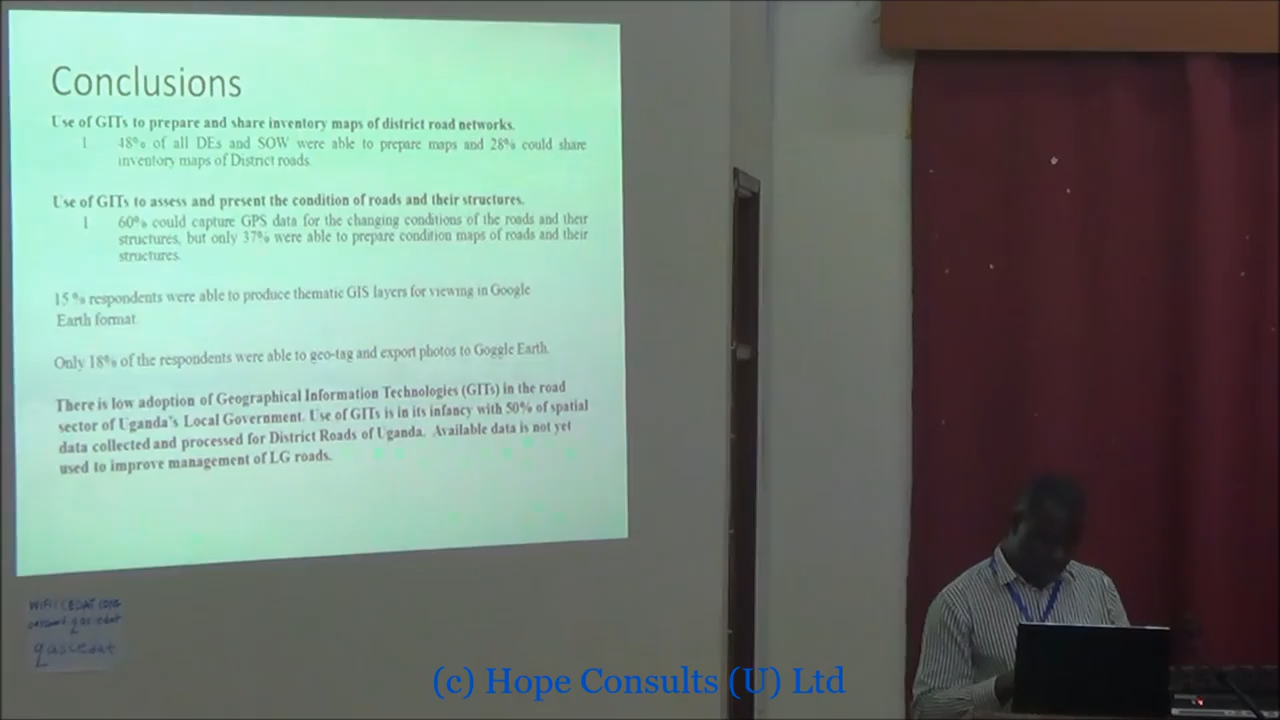 Conclusions
Use of GITs to prepare and share inventory maps of district road networks.
1 48% of all DEs and SOW were able to prepare maps and 28% could share
inventory maps of District roads.
Use of GITs to assess and present the condition of roads and their structures.
1 60% could capture GPS data for the changing conditions of the roads and their
structures, but only 37% were able to prepare condition maps of roads and their
structures.
15 % respondents were able to produce thematic GIS layers for viewing in Google
Earth format.
Only 18% of the respondents were able to geo-tag and export photos to Goggle Earth.
There is low adoption of Geographical Information Technologies (GITs) in the road
sector of Uganda's Local Government. Use of GITs is in its infancy with 50% of spatial
data collected and processed for District Roads of Uganda. Available data is not yet
used to improve management of LG roads.
WiFi: CEDAT
(c) Hope Consults (U) Ltd